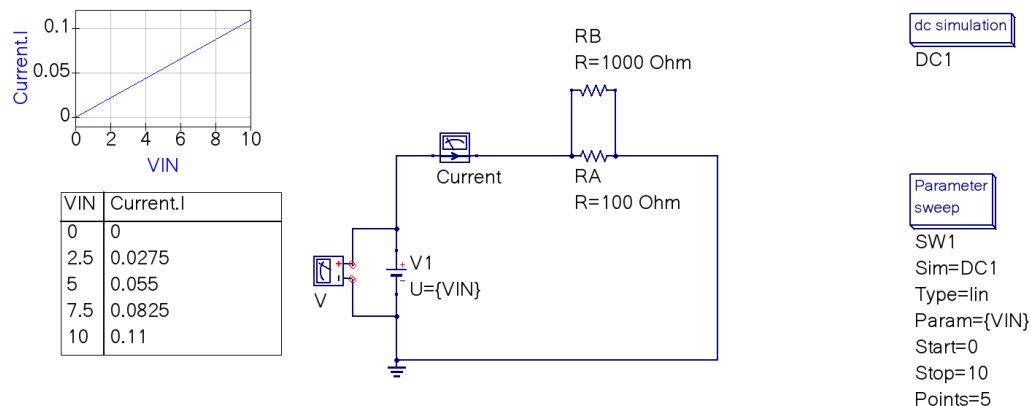 Current.I
0.1
0.05
0
0 2 4 6 8 10
VIN
VIN Current.I
0 0
2.5 0.0275
5 0.055
7.5 0.0825
10 0.11
RB
R=1000 Ohm
Current
RA
R=100 Ohm
V
+
-
+
-
V1
U={VIN}
dc simulation
DC1
Parameter
sweep
SW1
Sim=DC1
Type=lin
Param={VIN}
Start=0
Stop=10
Points=5